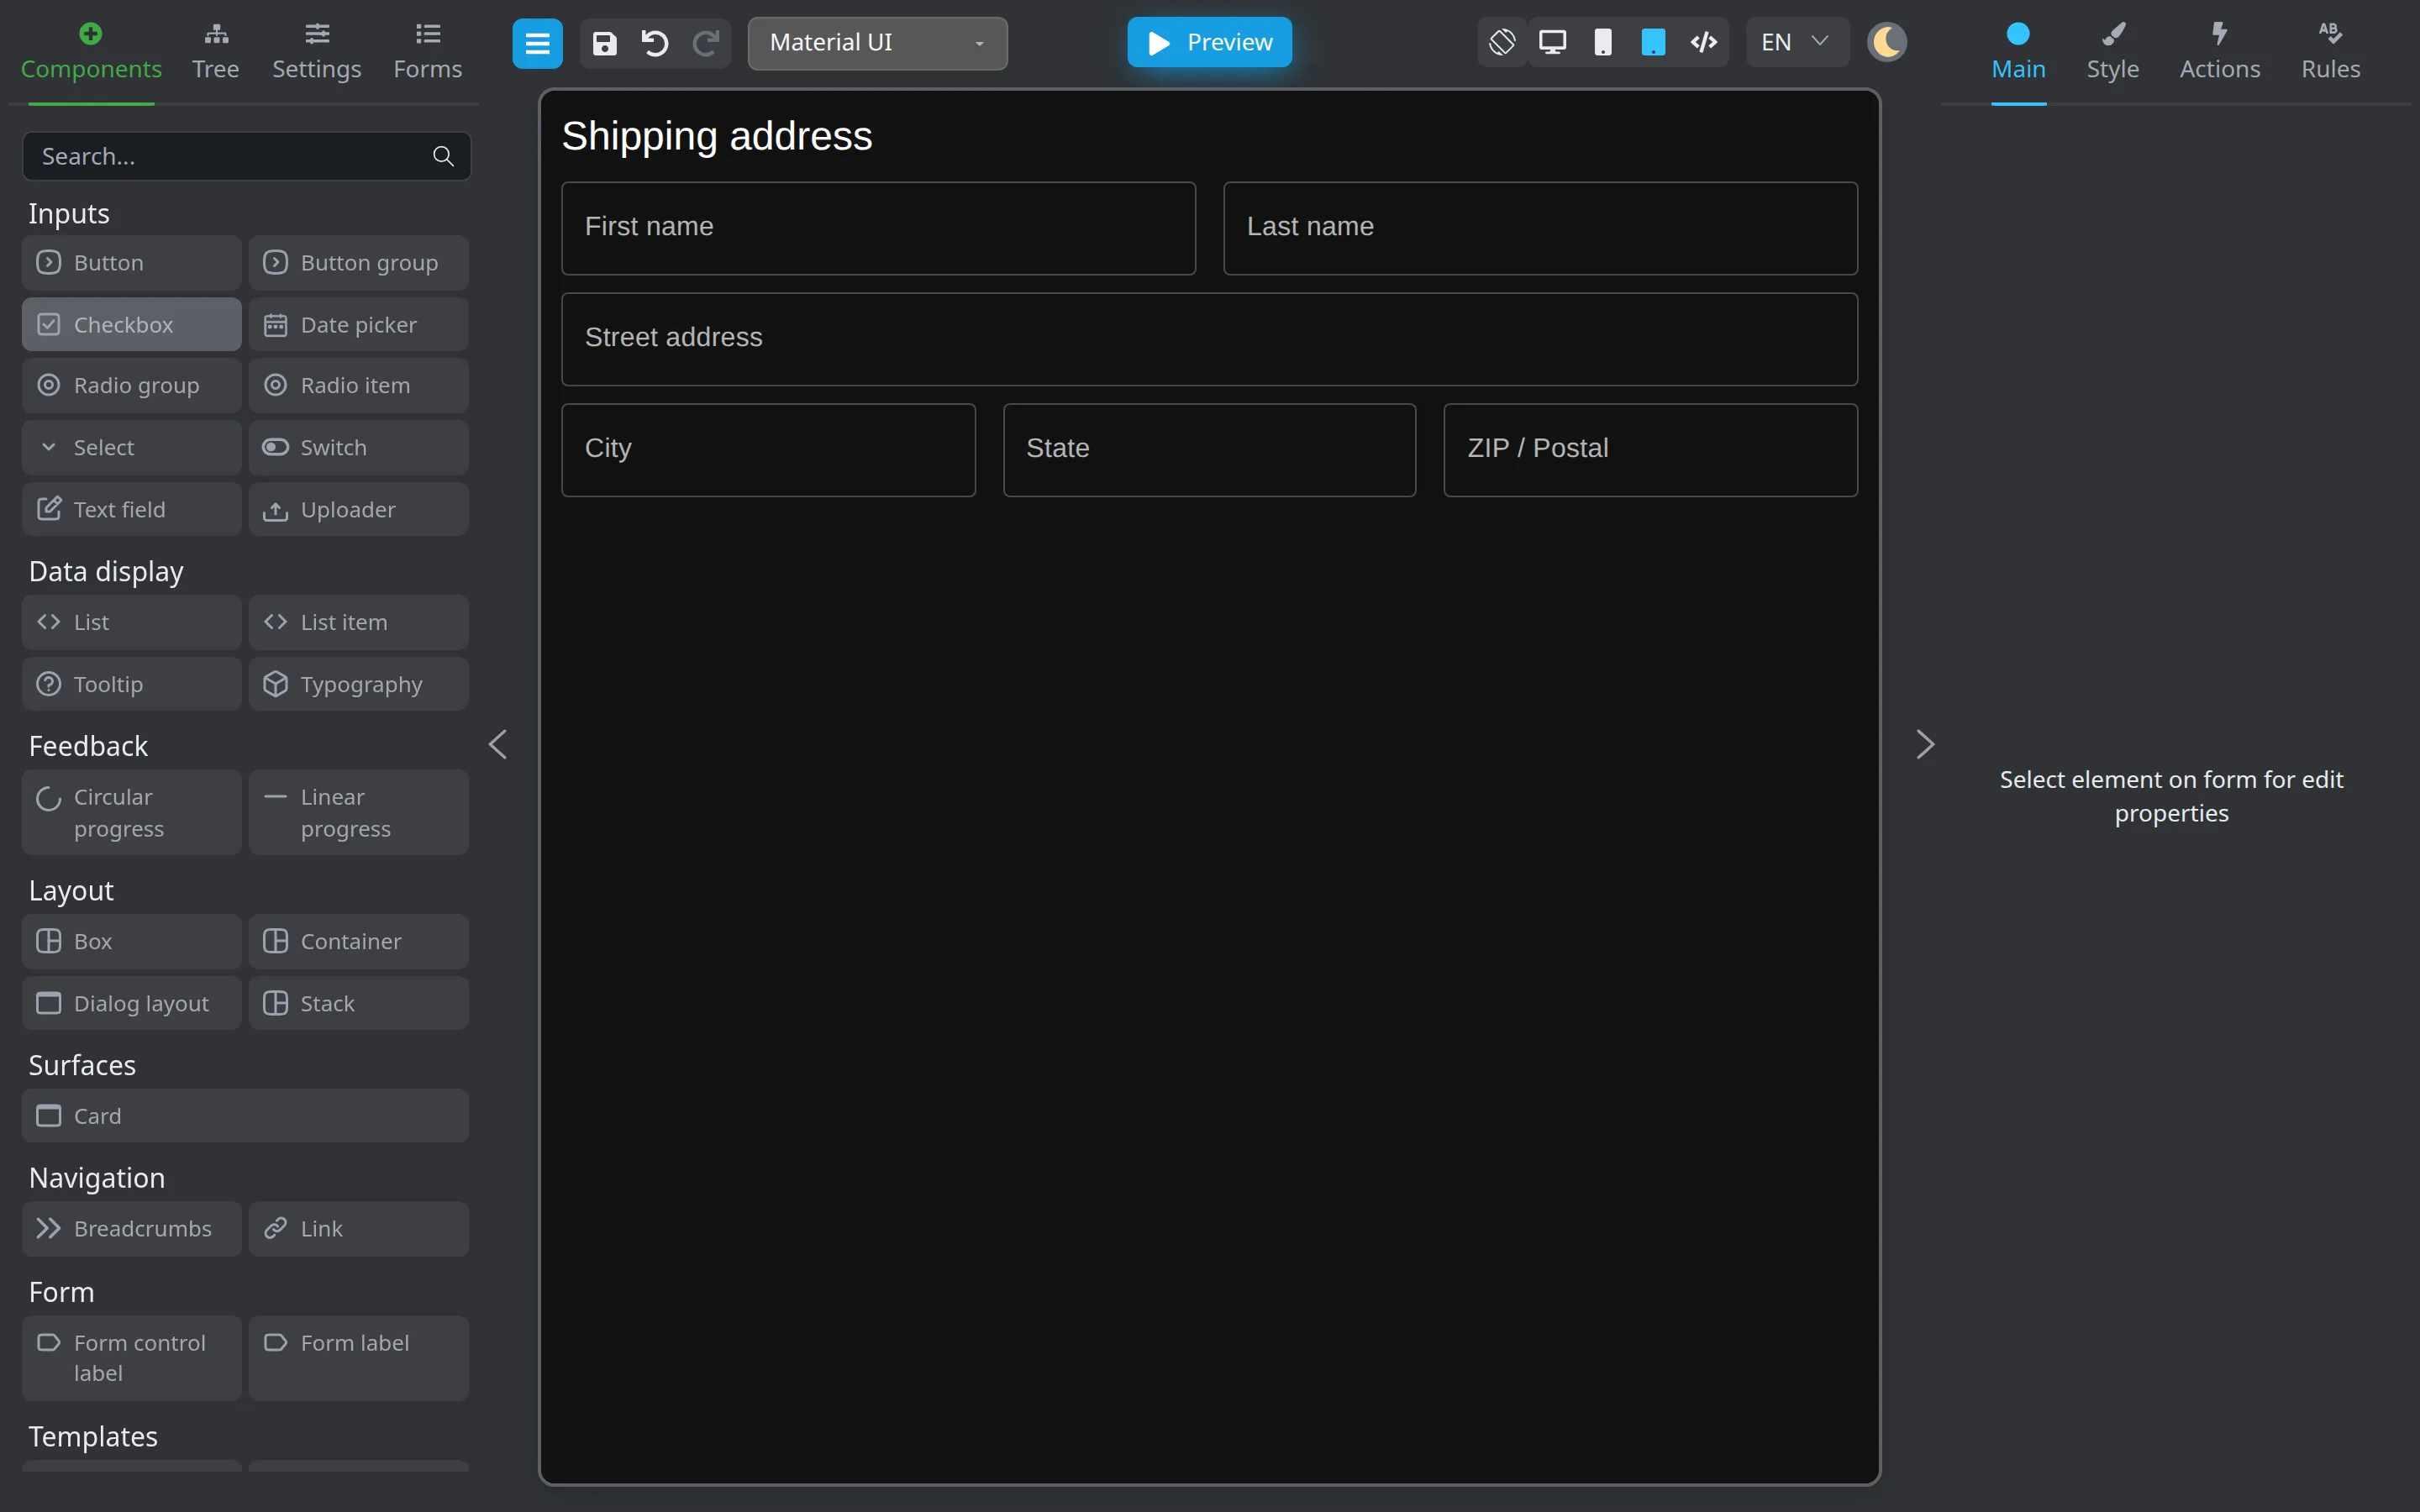 Components
Tree
Settings
Forms
Material UI
Preview
EN
Main
Style
Actions
AB
Rules
Search...
Inputs
Button
Button group
Checkbox
Date picker
Radio group
Radio item
Select
Switch
Text field
Uploader
Data display
List
List item
Tooltip
Typography
Feedback
Circular
progress
Linear
progress
Layout
Box
Container
Dialog layout
Stack
Surfaces
Card
Navigation
Breadcrumbs
Link
Form
Form control
label
Form label
Templates
Shipping address
First name
Last name
Street address
City
State
ZIP / Postal
Select element on form for edit
properties